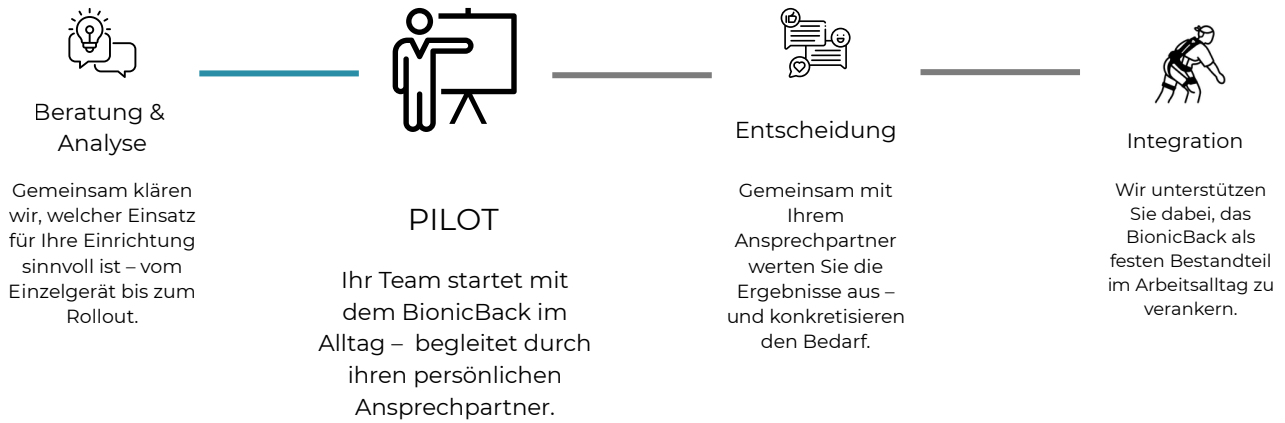 Beratung &
Analyse
Gemeinsam klären
wir, welcher Einsatz
für Ihre Einrichtung
sinnvoll ist – vom
Einzelgerät bis zum
Rollout.
PILOT
Ihr Team startet mit
dem BionicBack im
Alltag –  begleitet durch
ihren persönlichen
Ansprechpartner.
Entscheidung
Gemeinsam mit
Ihrem
Ansprechpartner
werten Sie die
Ergebnisse aus –
und konkretisieren
den Bedarf.
Integration
Wir unterstützen
Sie dabei, das
BionicBack als
festen Bestandteil
im Arbeitsalltag zu
verankern.